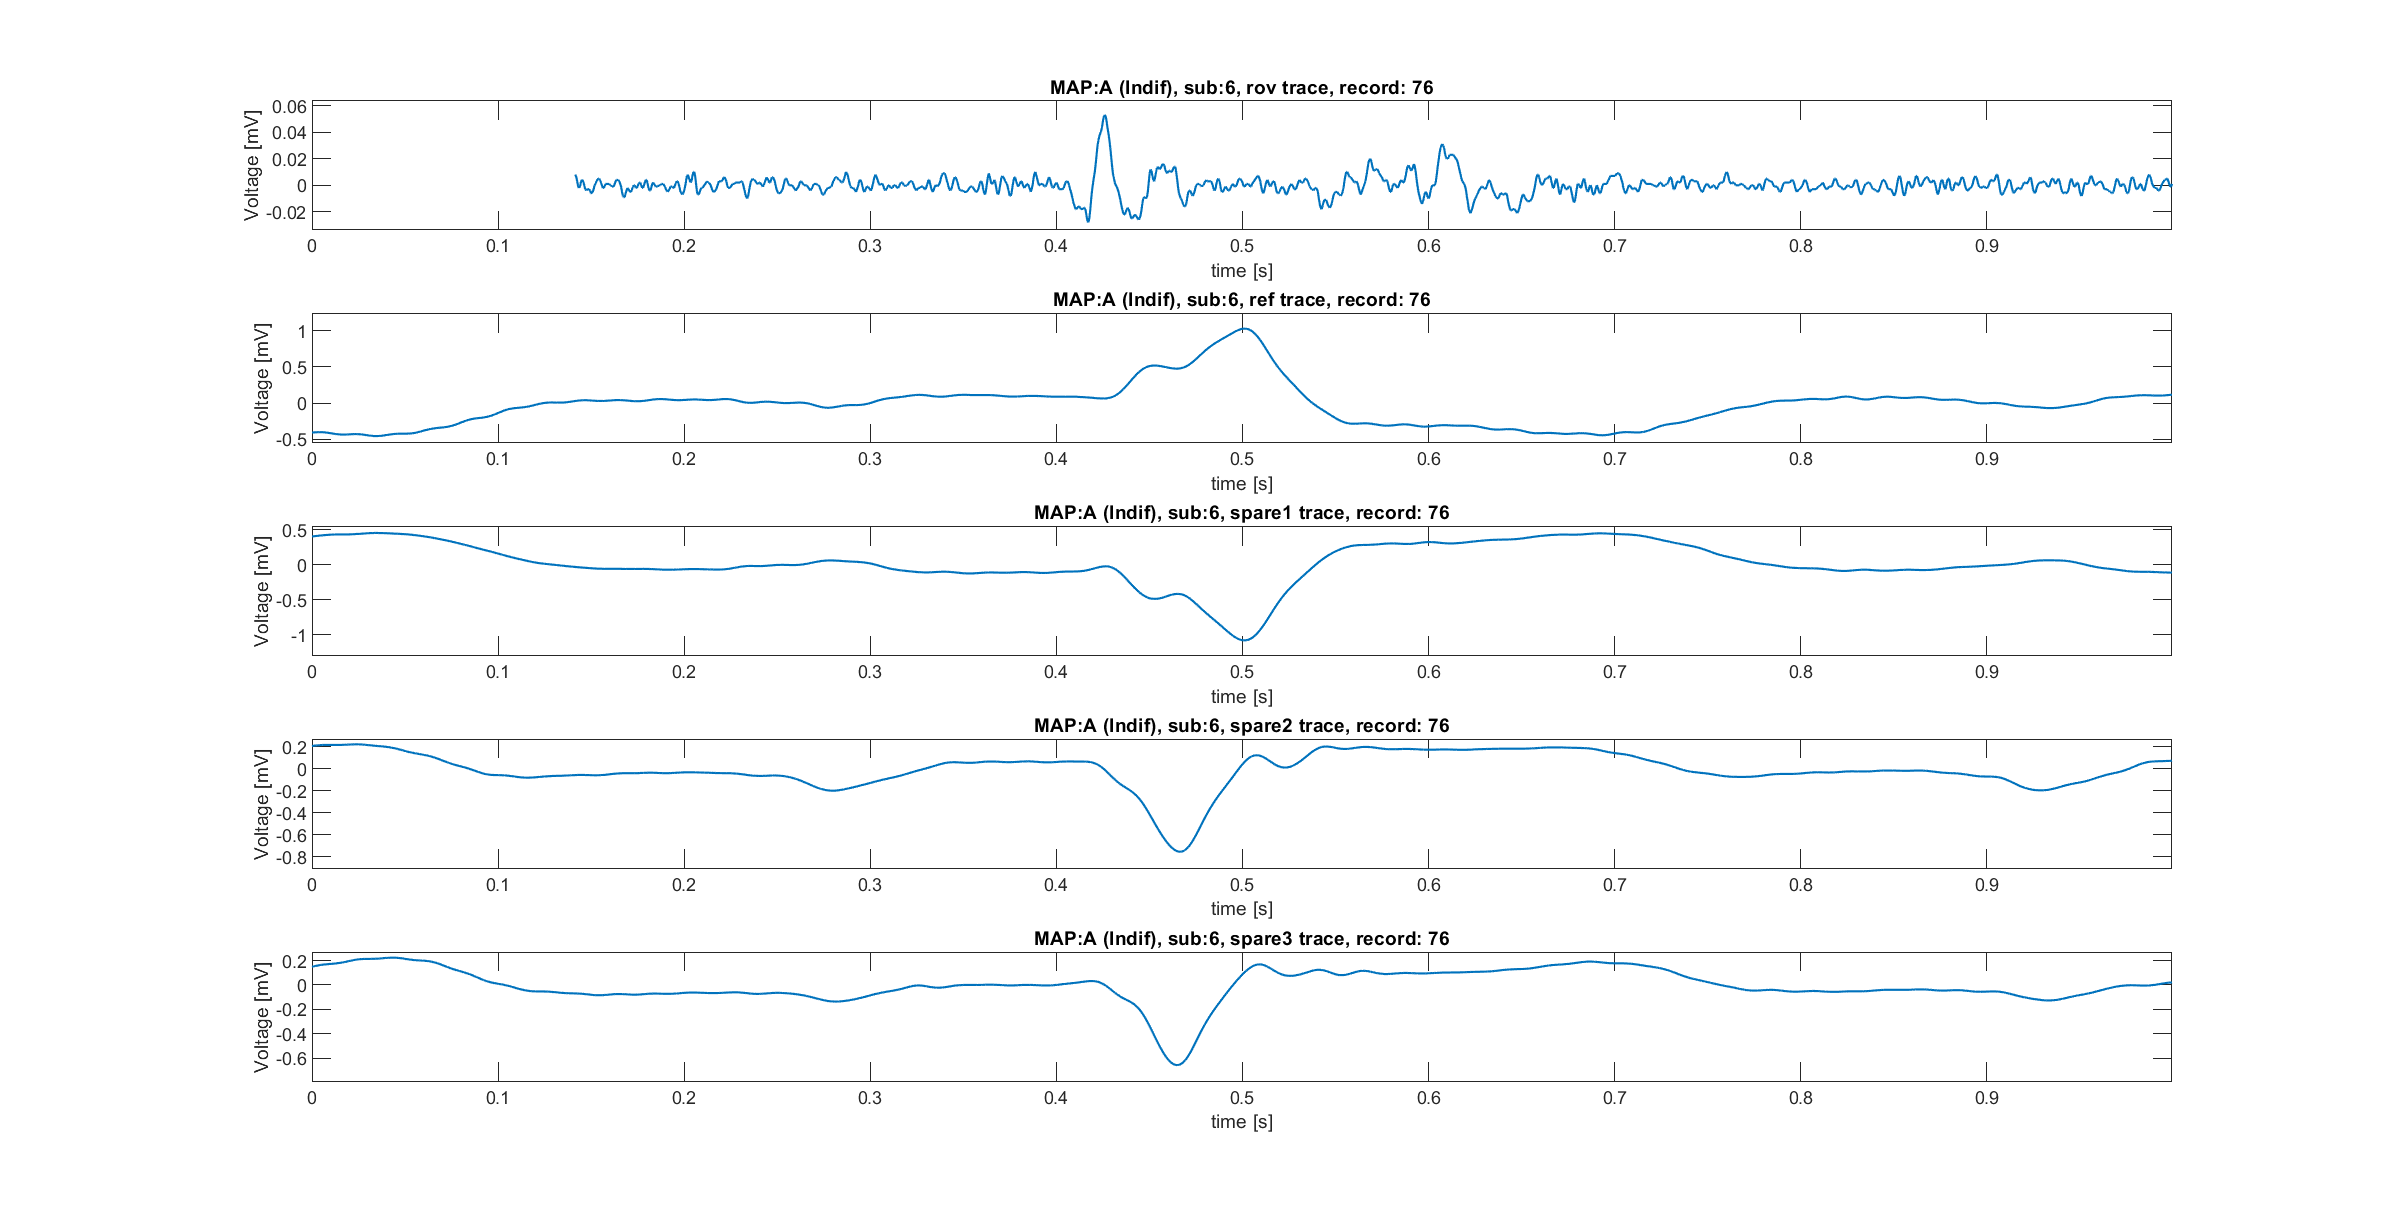 MAP:A (Indif), sub:6, rov trace, record: 76
Voltage [mV]
0.06
0.04
0.02
0
-0.02
0 0.1 0.2 0.3 0.4 0.5 0.6 0.7 0.8 0.9
time [s]
MAP:A (Indif), sub:6, ref trace, record: 76
Voltage [mV]
1
0.5
0
-0.5
0 0.1 0.2 0.3 0.4 0.5 0.6 0.7 0.8 0.9
time [s]
MAP:A (Indif), sub:6, spare1 trace, record: 76
Voltage [mV]
0.5
0
-0.5
-1
0 0.1 0.2 0.3 0.4 0.5 0.6 0.7 0.8 0.9
time [s]
MAP:A (Indif), sub:6, spare2 trace, record: 76
Voltage [mV]
0.2
0
-0.2
-0.4
-0.6
-0.8
0 0.1 0.2 0.3 0.4 0.5 0.6 0.7 0.8 0.9
time [s]
MAP:A (Indif), sub:6, spare3 trace, record: 76
Voltage [mV]
0.2
0
-0.2
-0.4
-0.6
0 0.1 0.2 0.3 0.4 0.5 0.6 0.7 0.8 0.9
time [s]